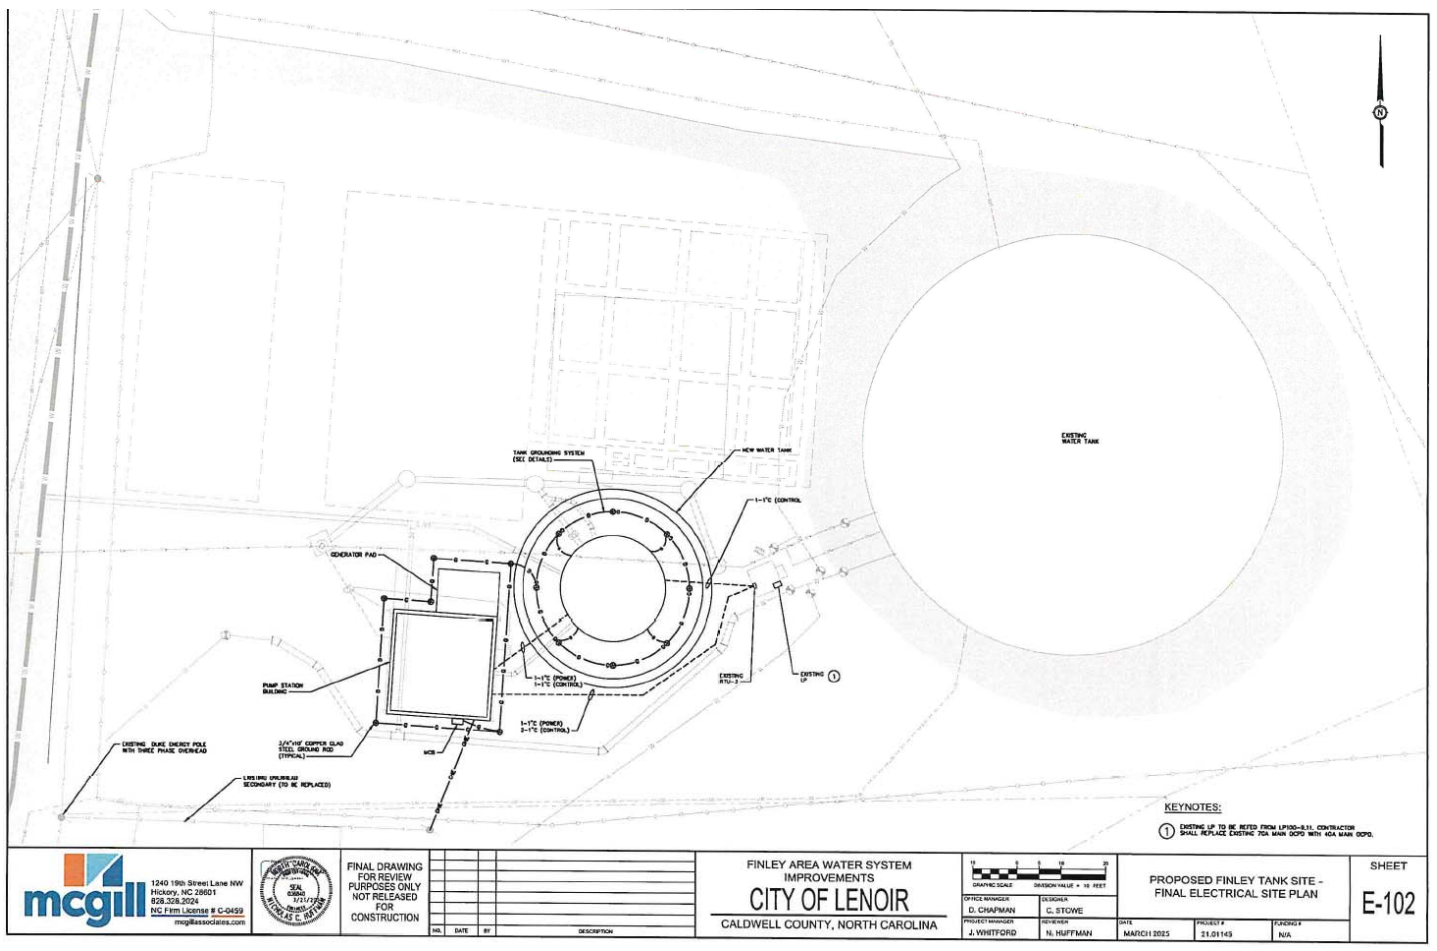 N
EXISTING
WATER TANK
TANK GROUNDING SYSTEM
(SEE DETAILS)
NEW WATER TANK
1-1"C (CONTROL
GENERATOR PAD
PUMP STATION
BUILDING
1-1"C (POWER)
1-1"C (CONTROL)
EXISTING
RTU-3
EXISTING
LP
1
1-1"C (POWER)
2-1"C (CONTROL)
3/4"x10' COPPER CLAD
STEEL GROUND ROD
(TYPICAL)
MCB
EXISTING DUKE ENERGY POLE
WITH THREE PHASE OVERHEAD
EXISTING OVERHEAD
SECONDARY (TO BE REPLACED)
KEYNOTES:
1 EXISTING LP TO BE REFED FROM LP100-9,11. CONTRACTOR
SHALL REPLACE EXISTING 70A MAIN OCPD WITH 40A MAIN OCPD.
mcgill
1240 19th Street Lane NW
Hickory, NC 28601
828.328.2024
NC Firm License # C-0459
mcgillassociates.com
NORTH CAROLINA
SEAL
NICHOLAS C. HUFFMAN
FINAL DRAWING
FOR REVIEW
PURPOSES ONLY
NOT RELEASED
FOR
CONSTRUCTION
NO. DATE BY DESCRIPTION
FINLEY AREA WATER SYSTEM
IMPROVEMENTS
CITY OF LENOIR
CALDWELL COUNTY, NORTH CAROLINA
10 0 5 10 20
GRAPHIC SCALE DIVISION VALUE = 10 FEET
OFFICE MANAGER DESIGNER
D. CHAPMAN C. STOWE
PROJECT MANAGER REVIEWER
J. WHITFORD N. HUFFMAN
PROPOSED FINLEY TANK SITE -
FINAL ELECTRICAL SITE PLAN
DATE PROJECT # FUNDING #
MARCH 2025 21.01145 N/A
SHEET
E-102